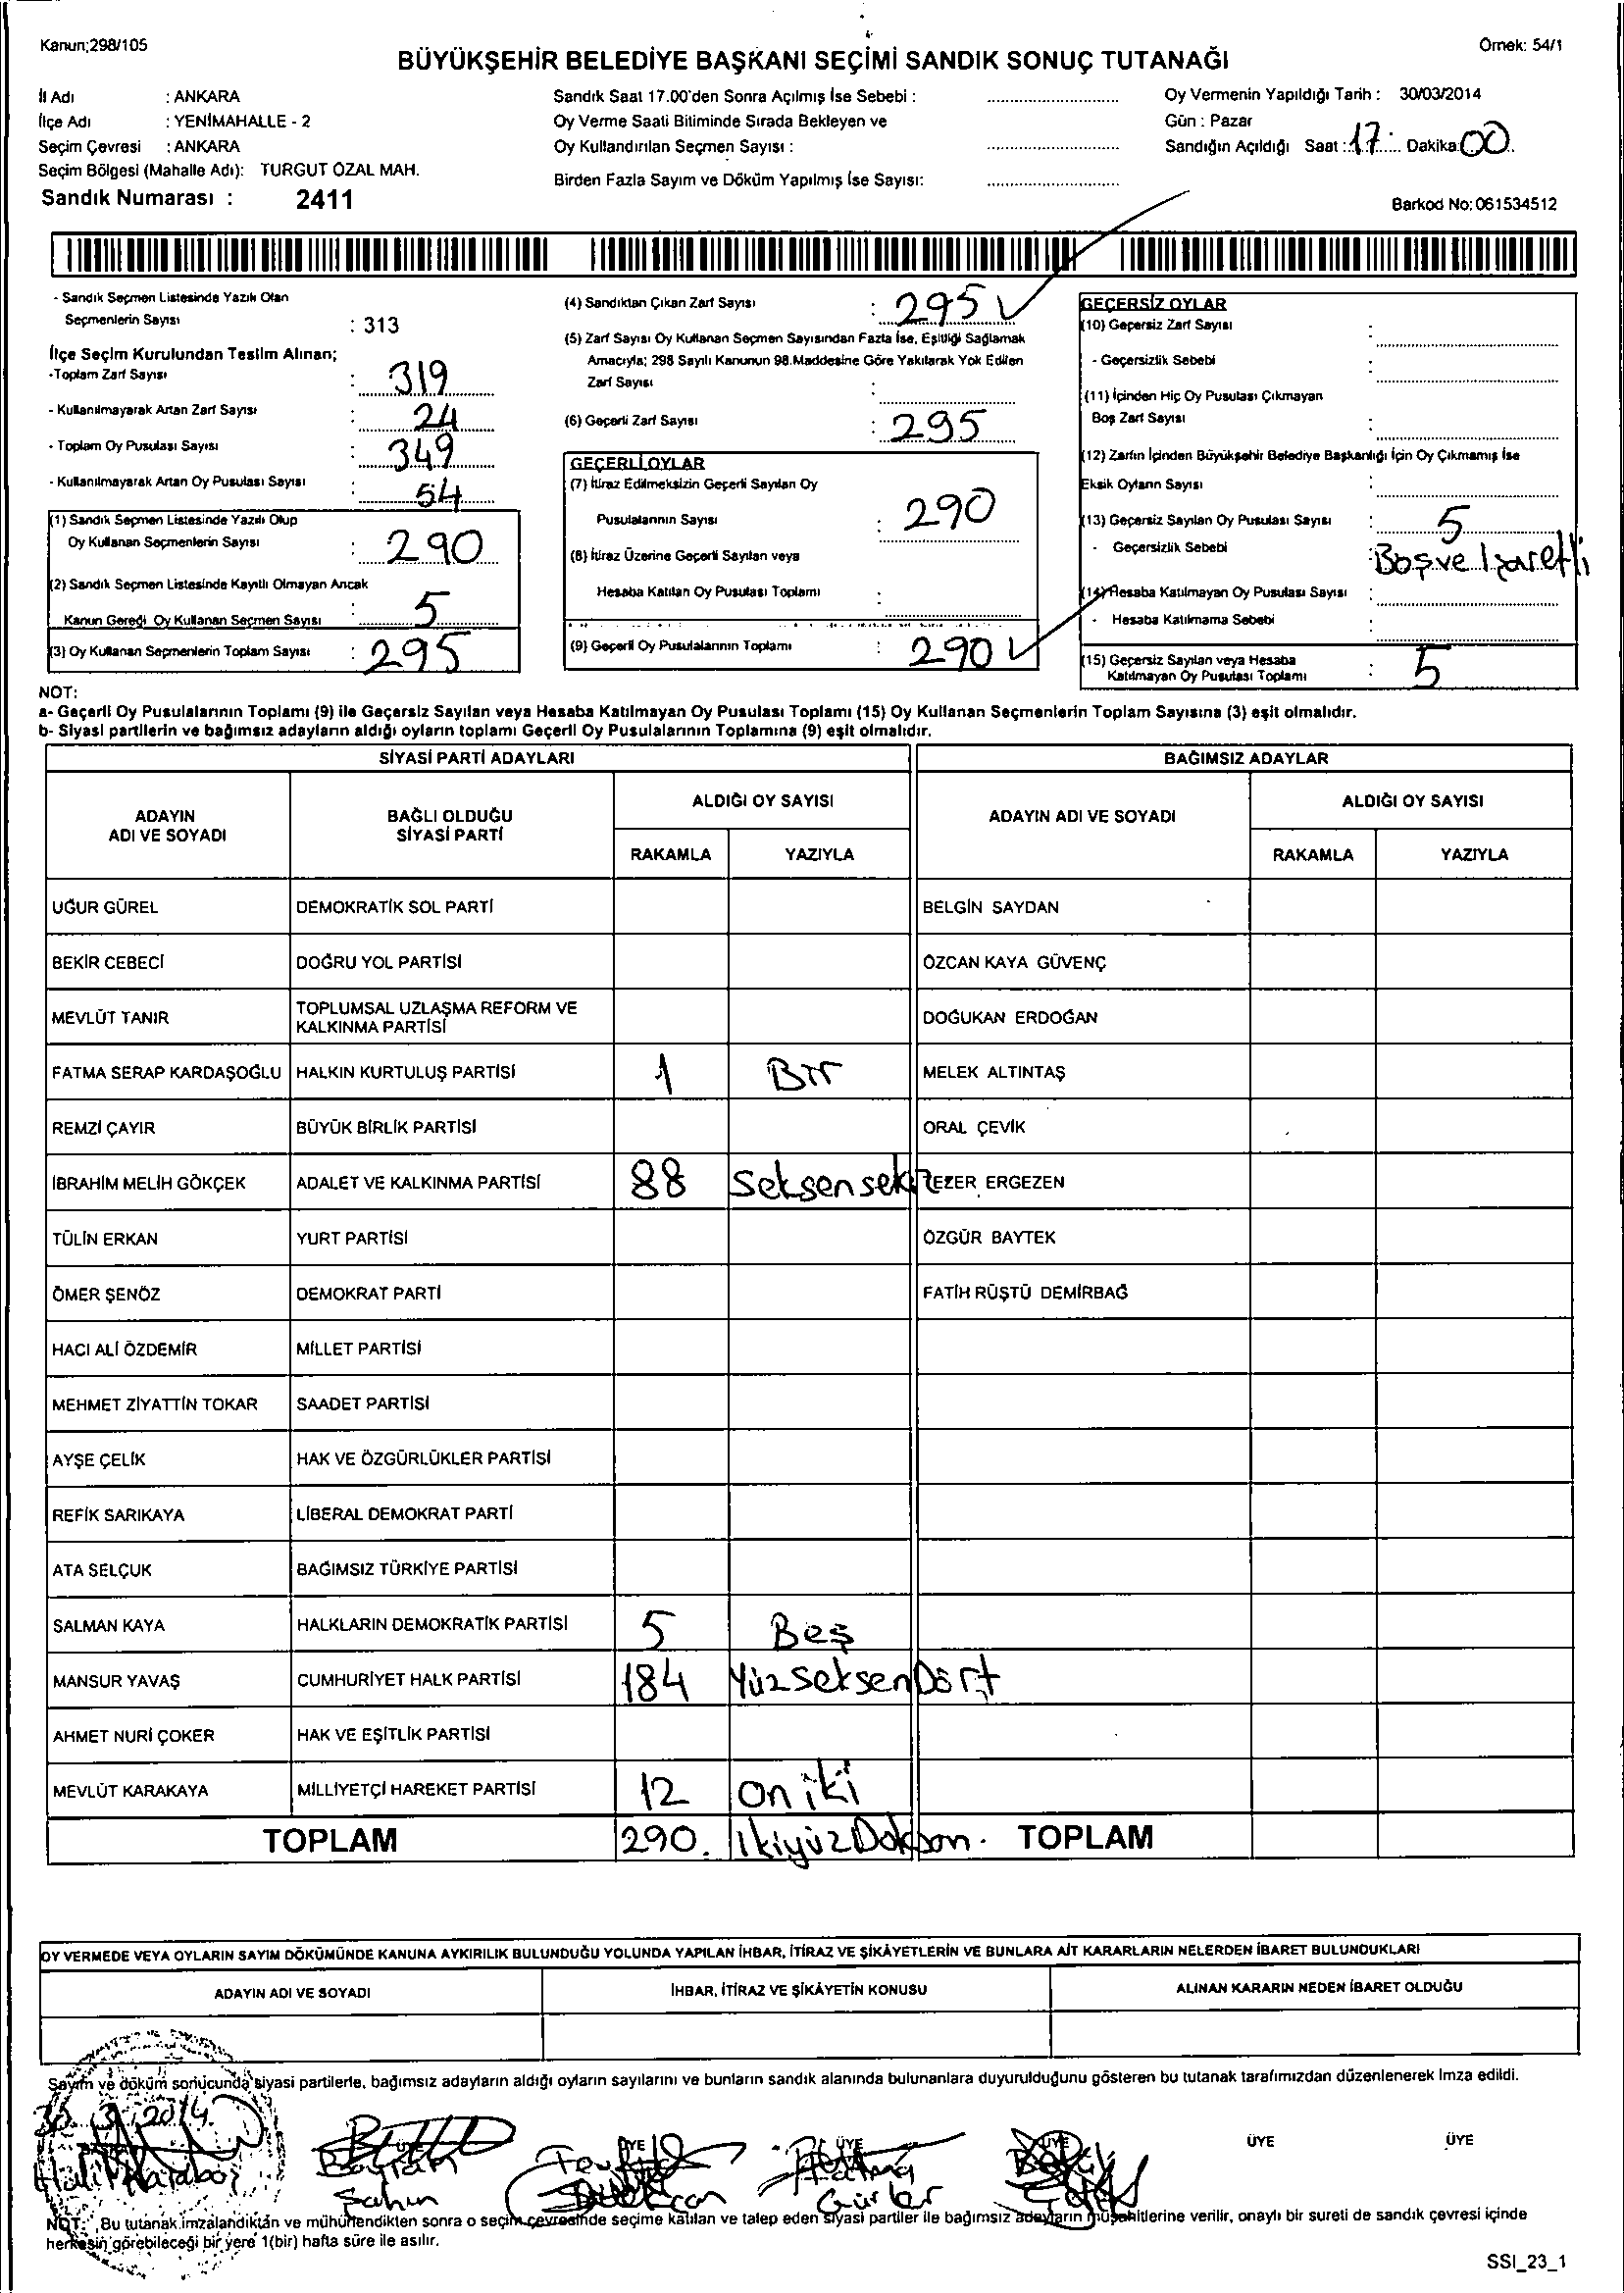 Kanun;298/105
Örnek: 54/1
BÜYÜKŞEHİR BELEDİYE BAŞKANI SEÇİMİ SANDIK SONUÇ TUTANAĞI
İl Adı : ANKARA
İlçe Adı : YENİMAHALLE - 2
Seçim Çevresi : ANKARA
Seçim Bölgesi (Mahalle Adı): TURGUT ÖZAL MAH.
Sandık Numarası : 2411
Sandık Saat 17.00'den Sonra Açılmış İse Sebebi :
Oy Verme Saati Bitiminde Sırada Bekleyen ve
Oy Kullandırılan Seçmen Sayısı :
Birden Fazla Sayım ve Döküm Yapılmış İse Sayısı:
Oy Vermenin Yapıldığı Tarih : 30/03/2014
Gün : Pazar
Sandığın Açıldığı Saat : 17 Dakika 00
Barkod No: 061534512
- Sandık Seçmen Listesinde Yazılı Olan
Seçmenlerin Sayısı : 313
İlçe Seçim Kurulundan Teslim Alınan;
-Toplam Zarf Sayısı : 319
- Kullanılmayarak Artan Zarf Sayısı : 24
- Toplam Oy Pusulası Sayısı : 349
- Kullanılmayarak Artan Oy Pusulası Sayısı : 54
(1) Sandık Seçmen Listesinde Yazılı Olup
Oy Kullanan Seçmenlerin Sayısı : 290
(2) Sandık Seçmen Listesinde Kayıtlı Olmayan Ancak
Kanun Gereği Oy Kullanan Seçmen Sayısı : 5
(3) Oy Kullanan Seçmenlerin Toplam Sayısı : 295
(4) Sandıktan Çıkan Zarf Sayısı : 295 ✓
(5) Zarf Sayısı Oy Kullanan Seçmen Sayısından Fazla İse, Eşitliği Sağlamak
Amacıyla; 298 Sayılı Kanunun 98.Maddesine Göre Yakılarak Yok Edilen
Zarf Sayısı :
(6) Geçerli Zarf Sayısı : 295
GEÇERLİ OYLAR
(7) İtiraz Edilmeksizin Geçerli Sayılan Oy
Pusulalarının Sayısı : 290
(8) İtiraz Üzerine Geçerli Sayılan veya
Hesaba Katılan Oy Pusulası Toplamı :
(9) Geçerli Oy Pusulalarının Toplamı : 290 ✓
GEÇERSİZ OYLAR
(10) Geçersiz Zarf Sayısı :
- Geçersizlik Sebebi :
(11) İçinden Hiç Oy Pusulası Çıkmayan
Boş Zarf Sayısı :
(12) Zarfın İçinden Büyükşehir Belediye Başkanlığı İçin Oy Çıkmamış İse
Eksik Oyların Sayısı :
(13) Geçersiz Sayılan Oy Pusulası Sayısı : 5
- Geçersizlik Sebebi : Boş ve İşaretli
(14) Hesaba Katılmayan Oy Pusulası Sayısı :
- Hesaba Katılmama Sebebi :
(15) Geçersiz Sayılan veya Hesaba
Katılmayan Oy Pusulası Toplamı : 5
NOT:
a- Geçerli Oy Pusulalarının Toplamı (9) ile Geçersiz Sayılan veya Hesaba Katılmayan Oy Pusulası Toplamı (15) Oy Kullanan Seçmenlerin Toplam Sayısına (3) eşit olmalıdır.
b- Siyasi partilerin ve bağımsız adayların aldığı oyların toplamı Geçerli Oy Pusulalarının Toplamına (9) eşit olmalıdır.
SİYASİ PARTİ ADAYLARI
BAĞIMSIZ ADAYLAR
ADAYIN ADI VE SOYADI
BAĞLI OLDUĞU SİYASİ PARTİ
ALDIĞI OY SAYISI
RAKAMLA YAZIYLA
ADAYIN ADI VE SOYADI
ALDIĞI OY SAYISI
RAKAMLA YAZIYLA
UĞUR GÜREL DEMOKRATİK SOL PARTİ BELGİN SAYDAN
BEKİR CEBECİ DOĞRU YOL PARTİSİ ÖZCAN KAYA GÜVENÇ
MEVLÜT TANIR TOPLUMSAL UZLAŞMA REFORM VE KALKINMA PARTİSİ DOĞUKAN ERDOĞAN
FATMA SERAP KARDAŞOĞLU HALKIN KURTULUŞ PARTİSİ 1 Bir MELEK ALTINTAŞ
REMZİ ÇAYIR BÜYÜK BİRLİK PARTİSİ ORAL ÇEVİK
İBRAHİM MELİH GÖKÇEK ADALET VE KALKINMA PARTİSİ 88 Seksensekiz EZER ERGEZEN
TÜLİN ERKAN YURT PARTİSİ ÖZGÜR BAYTEK
ÖMER ŞENÖZ DEMOKRAT PARTİ FATİH RÜŞTÜ DEMİRBAĞ
HACI ALİ ÖZDEMİR MİLLET PARTİSİ
MEHMET ZİYATTİN TOKAR SAADET PARTİSİ
AYŞE ÇELİK HAK VE ÖZGÜRLÜKLER PARTİSİ
REFİK SARIKAYA LİBERAL DEMOKRAT PARTİ
ATA SELÇUK BAĞIMSIZ TÜRKİYE PARTİSİ
SALMAN KAYA HALKLARIN DEMOKRATİK PARTİSİ 5 Beş
MANSUR YAVAŞ CUMHURİYET HALK PARTİSİ 184 YüzseksenDört
AHMET NURİ ÇOKER HAK VE EŞİTLİK PARTİSİ
MEVLÜT KARAKAYA MİLLİYETÇİ HAREKET PARTİSİ 12 on iki
TOPLAM 290. İkiyüzDokson. TOPLAM
OY VERMEDE VEYA OYLARIN SAYIM DÖKÜMÜNDE KANUNA AYKIRILIK BULUNDUĞU YOLUNDA YAPILAN İHBAR, İTİRAZ VE ŞİKÂYETLERİN VE BUNLARA AİT KARARLARIN NELERDEN İBARET BULUNDUKLARI
ADAYIN ADI VE SOYADI İHBAR, İTİRAZ VE ŞİKÂYETİN KONUSU ALINAN KARARIN NEDEN İBARET OLDUĞU
Sayım ve döküm sonucunda siyasi partilerle, bağımsız adayların aldığı oyların sayılarını ve bunların sandık alanında bulunanlara duyurulduğunu gösteren bu tutanak tarafımızdan düzenlenerek imza edildi.
30.3.2014
ÜYE ÜYE ÜYE ÜYE ÜYE ÜYE
Bayram
Şahin
Fatma
Gürler
NOT: Bu tutanak imzalandıktan ve mühürlendikten sonra o seçim çevresinde seçime katılan ve talep eden siyasi partiler ile bağımsız adayların müşahitlerine verilir, onaylı bir sureti de sandık çevresi içinde
herkesin görebileceği bir yere 1(bir) hafta süre ile asılır.
SSI_23_1